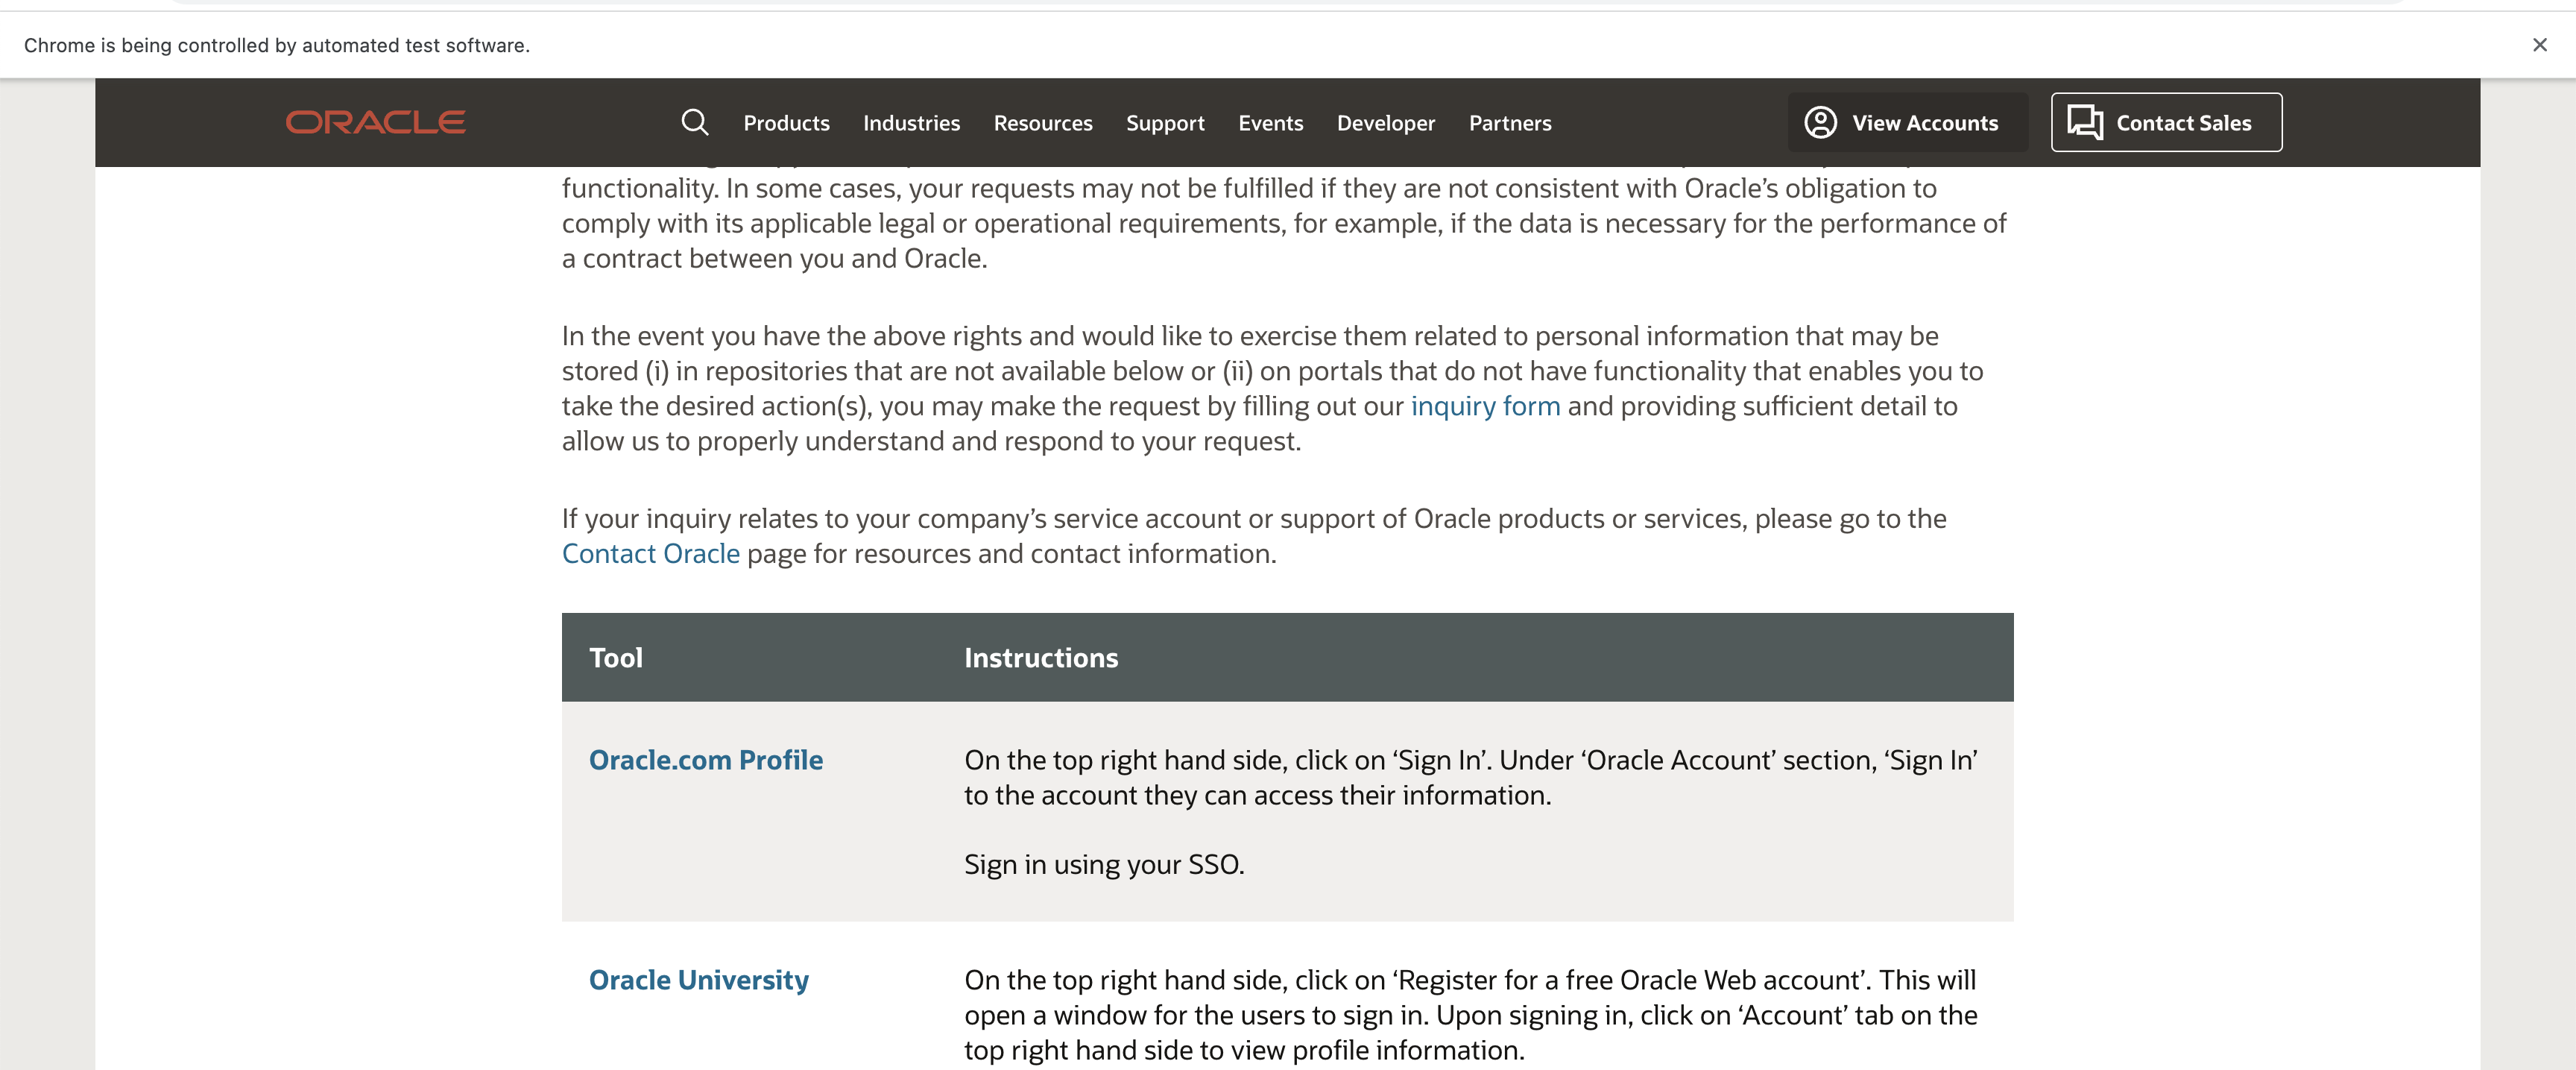 Chrome is being controlled by automated test software.
ORACLE
Products Industries Resources Support Events Developer Partners
View Accounts
Contact Sales
functionality. In some cases, your requests may not be fulfilled if they are not consistent with Oracle’s obligation to
comply with its applicable legal or operational requirements, for example, if the data is necessary for the performance of
a contract between you and Oracle.
In the event you have the above rights and would like to exercise them related to personal information that may be
stored (i) in repositories that are not available below or (ii) on portals that do not have functionality that enables you to
take the desired action(s), you may make the request by filling out our inquiry form and providing sufficient detail to
allow us to properly understand and respond to your request.
If your inquiry relates to your company’s service account or support of Oracle products or services, please go to the
Contact Oracle page for resources and contact information.
Tool Instructions
Oracle.com Profile
On the top right hand side, click on ‘Sign In’. Under ‘Oracle Account’ section, ‘Sign In’
to the account they can access their information.
Sign in using your SSO.
Oracle University
On the top right hand side, click on ‘Register for a free Oracle Web account’. This will
open a window for the users to sign in. Upon signing in, click on ‘Account’ tab on the
top right hand side to view profile information.